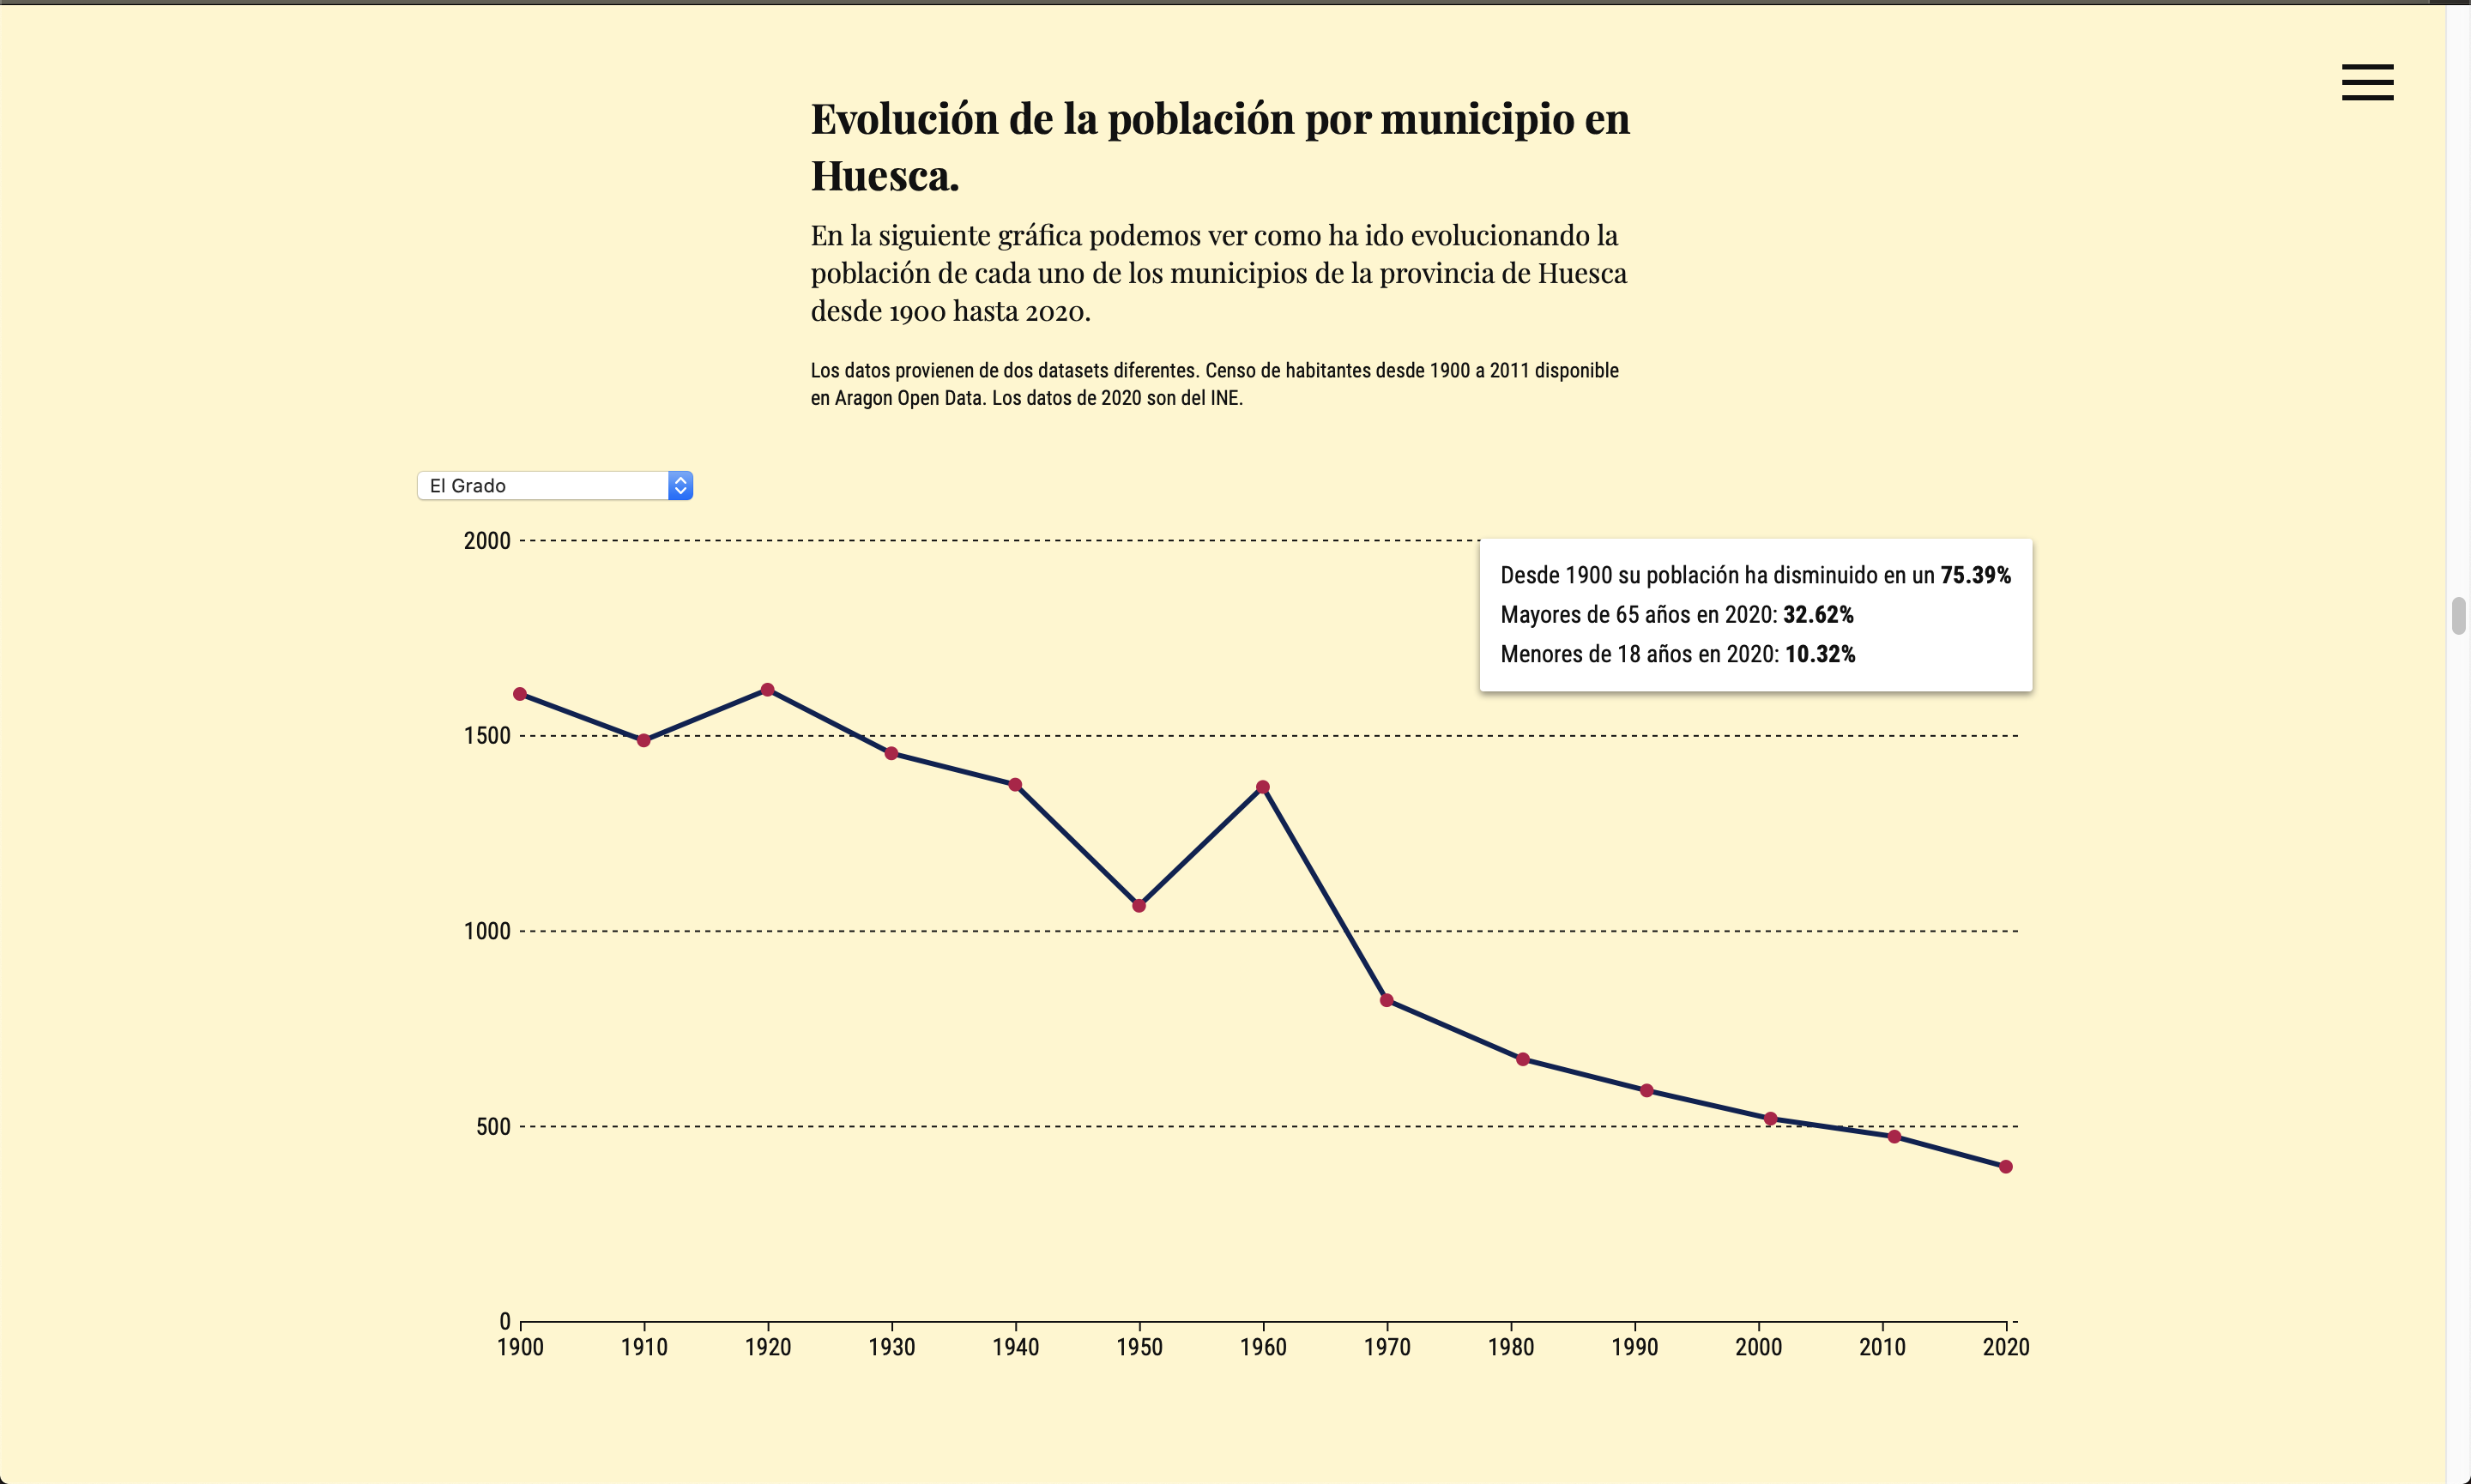 Evolución de la población por municipio en
Huesca.
En la siguiente gráfica podemos ver como ha ido evolucionando la
población de cada uno de los municipios de la provincia de Huesca
desde 1900 hasta 2020.
Los datos provienen de dos datasets diferentes. Censo de habitantes desde 1900 a 2011 disponible
en Aragon Open Data. Los datos de 2020 son del INE.
El Grado
2000
Desde 1900 su población ha disminuido en un 75.39%
Mayores de 65 años en 2020: 32.62%
Menores de 18 años en 2020: 10.32%
1500
1000
500
0
1900 1910 1920 1930 1940 1950 1960 1970 1980 1990 2000 2010 2020